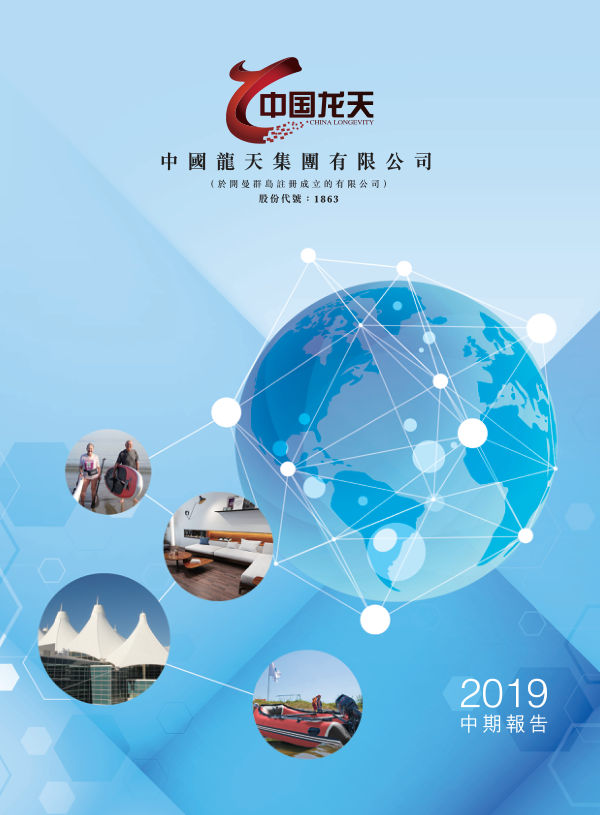 中国龙天
CHINA LONGEVITY
中國龍天集團有限公司
(於開曼群島註冊成立的有限公司)
股份代號：1863
2019
中期報告